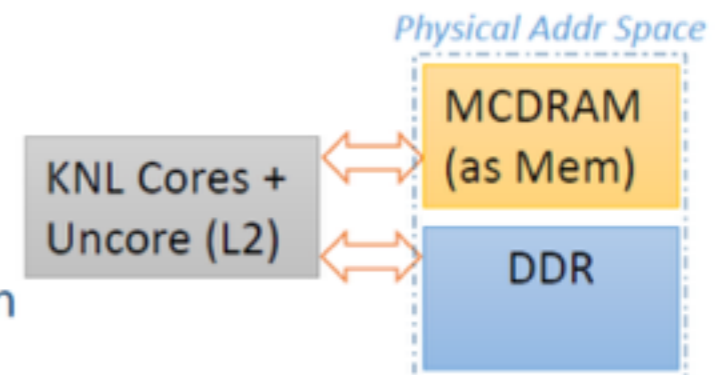 Physical Addr Space
MCDRAM
(as Mem)
KNL Cores +
Uncore (L2)
DDR